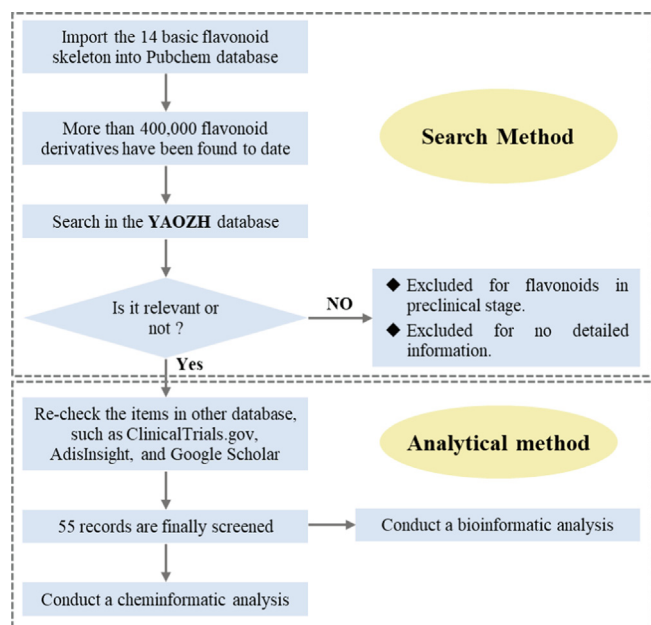 Import the 14 basic flavonoid
skeleton into Pubchem database
More than 400,000 flavonoid
derivatives have been found to date
Search Method
Search in the YAOZH database
Is it relevant or
not ?
NO
◆ Excluded for flavonoids in
preclinical stage.
◆ Excluded for no detailed
information.
Yes
Re-check the items in other database,
such as ClinicalTrials.gov,
AdisInsight, and Google Scholar
Analytical method
55 records are finally screened
Conduct a bioinformatic analysis
Conduct a cheminformatic analysis